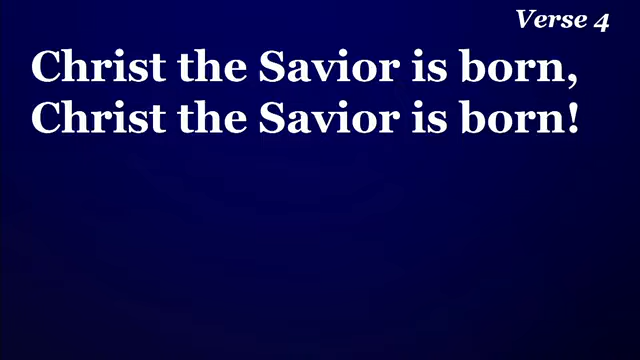 Verse 4
Christ the Savior is born,
Christ the Savior is born!